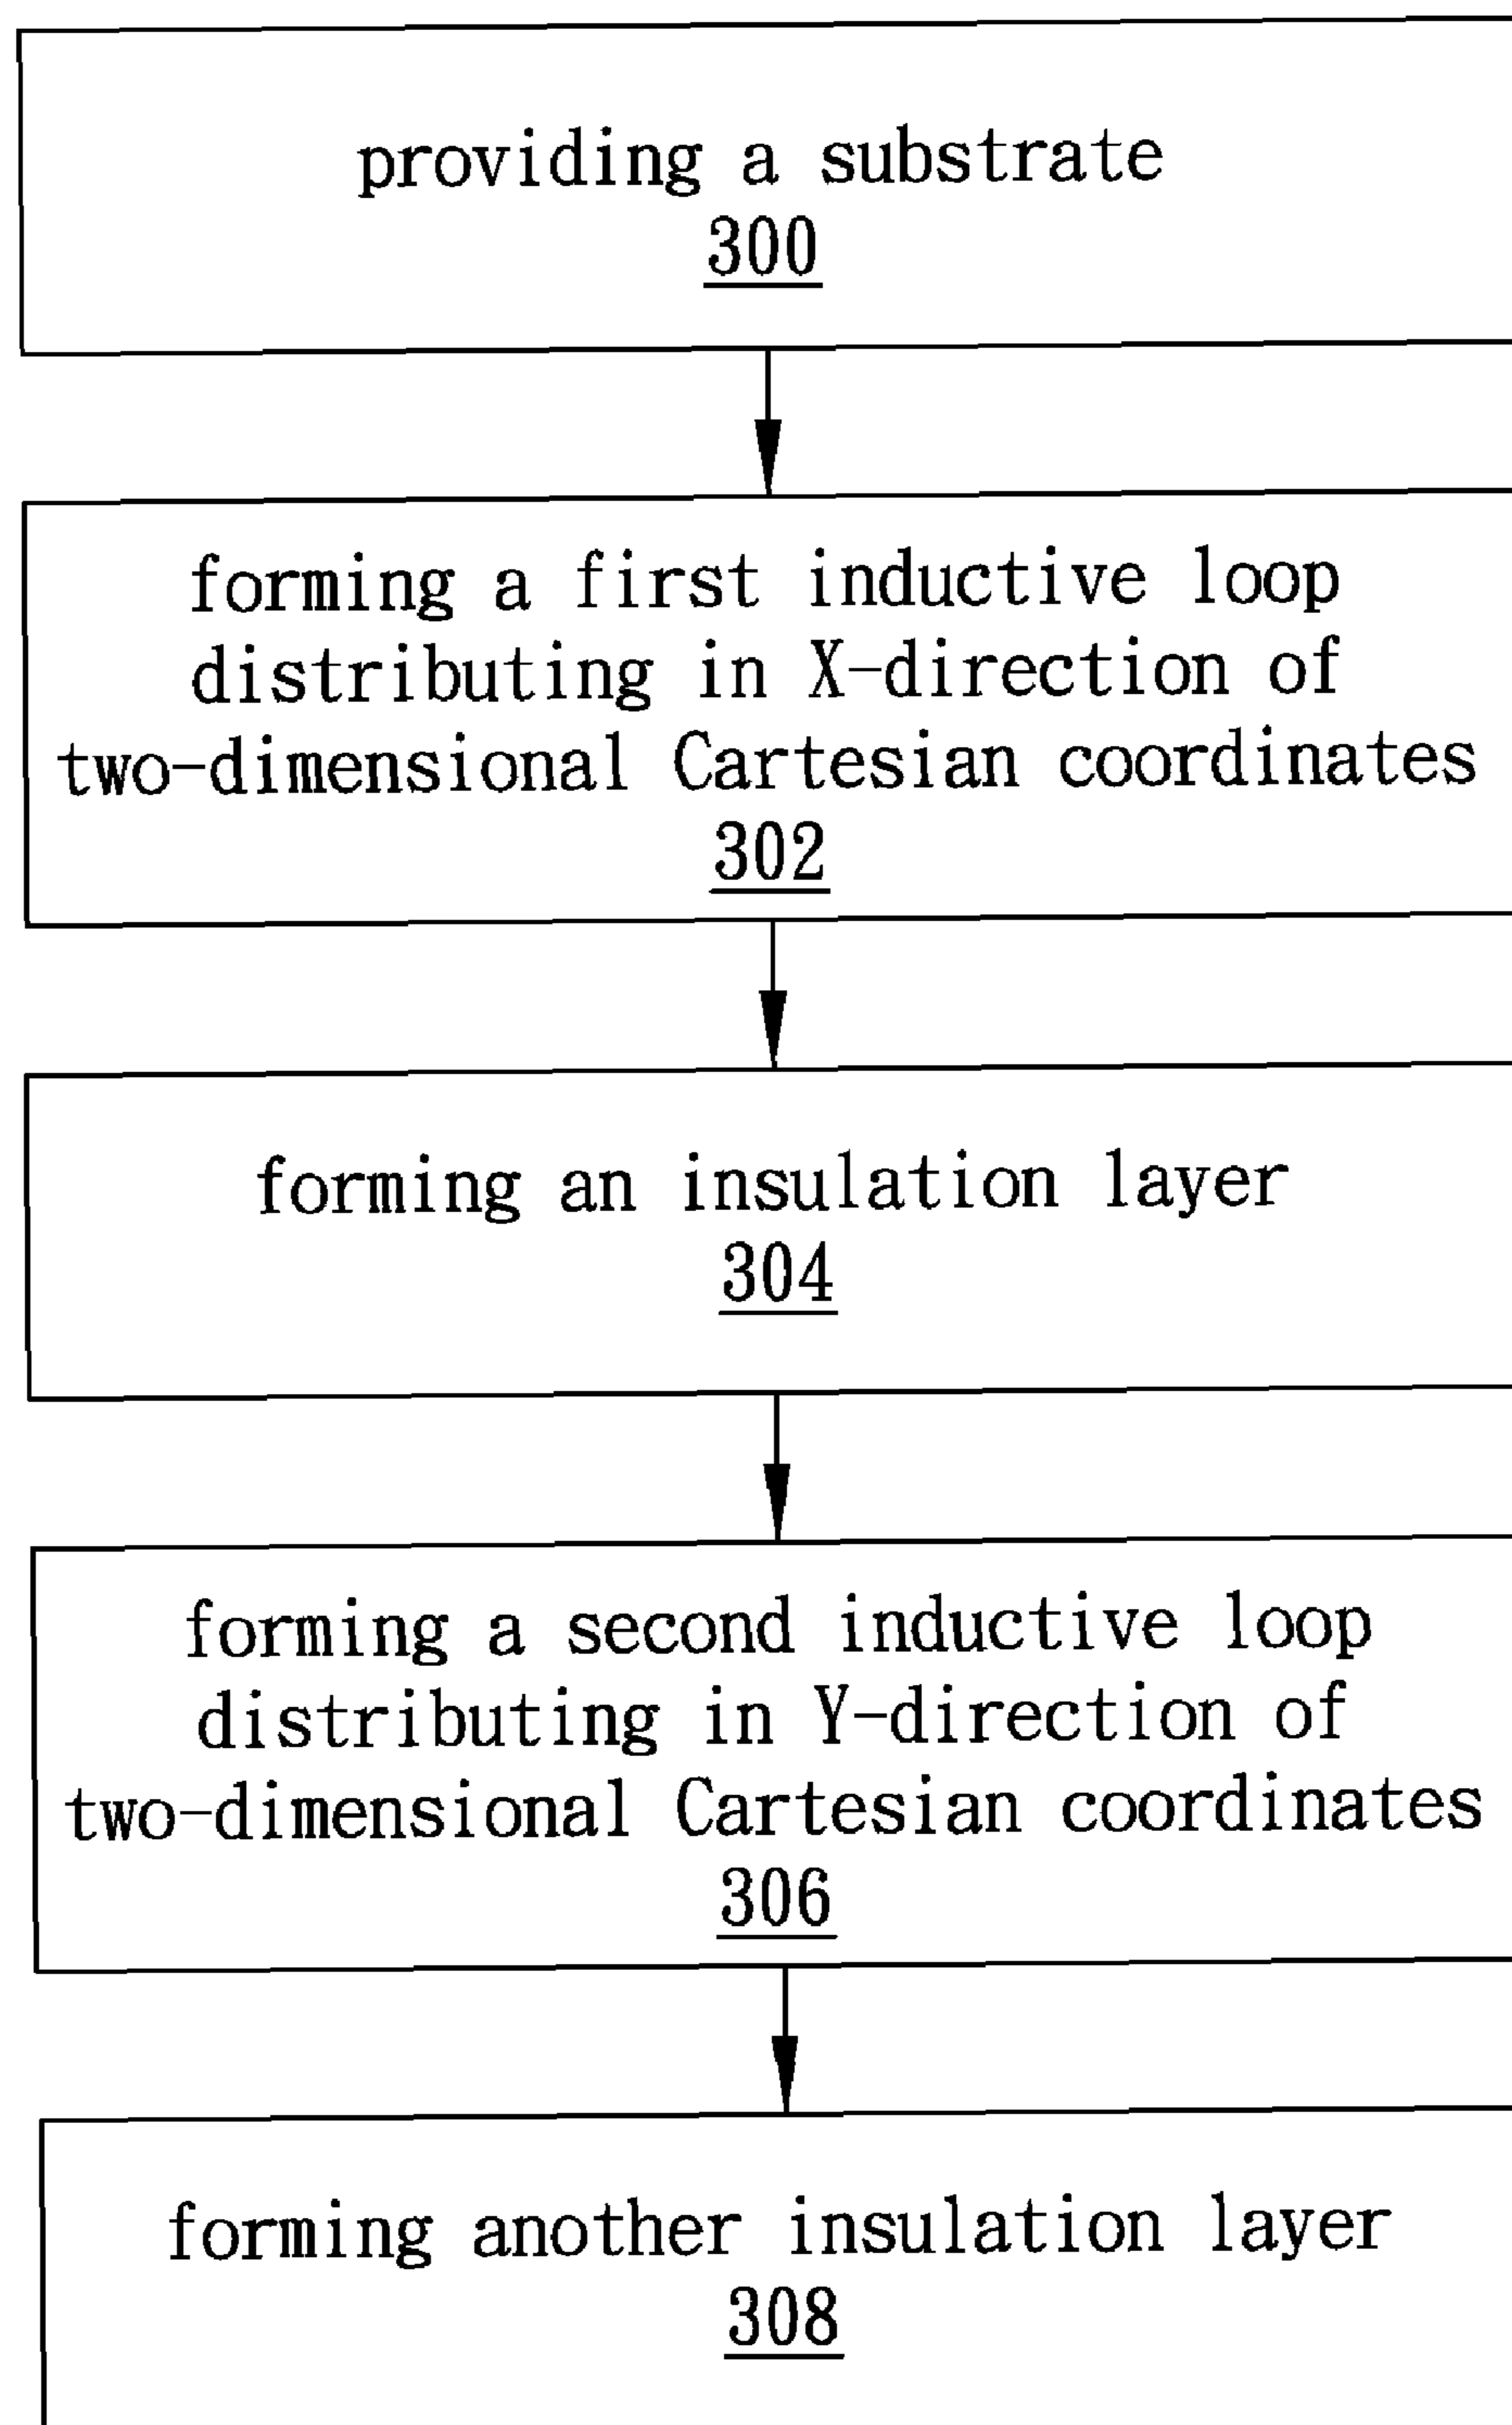 providing a substrate
300
forming a first inductive loop
distributing in X-direction of
two-dimensional Cartesian coordinates
302
forming an insulation layer
304
forming a second inductive loop
distributing in Y-direction of
two-dimensional Cartesian coordinates
306
forming another insulation layer
308